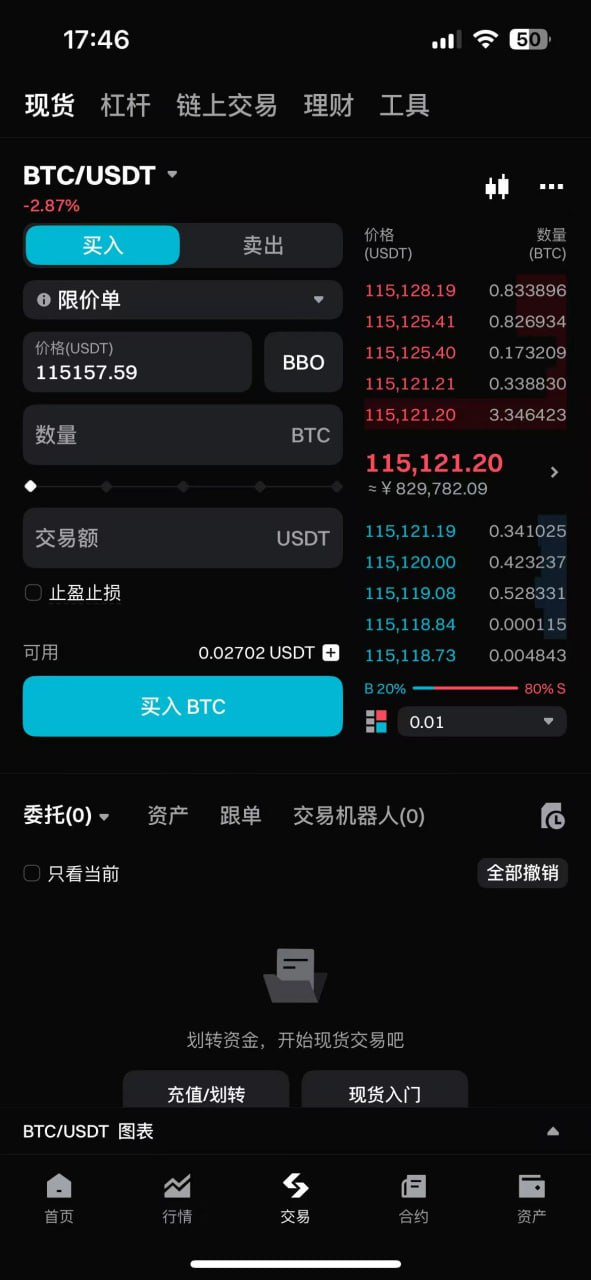 17:46
50
现货 杠杆 链上交易 理财 工具
BTC/USDT
-2.87%
买入 卖出
限价单
价格(USDT)
115157.59
BBO
数量 BTC
交易额 USDT
止盈止损
可用 0.02702 USDT
买入 BTC
价格 数量
(USDT) (BTC)
115,128.19 0.833896
115,125.41 0.826934
115,125.40 0.173209
115,121.21 0.338830
115,121.20 3.346423
115,121.20
≈¥829,782.09
115,121.19 0.341025
115,120.00 0.423237
115,119.08 0.528331
115,118.84 0.000115
115,118.73 0.004843
B 20% 80% S
0.01
委托(0) 资产 跟单 交易机器人(0)
只看当前 全部撤销
划转资金，开始现货交易吧
充值/划转 现货入门
BTC/USDT 图表
首页 行情 交易 合约 资产